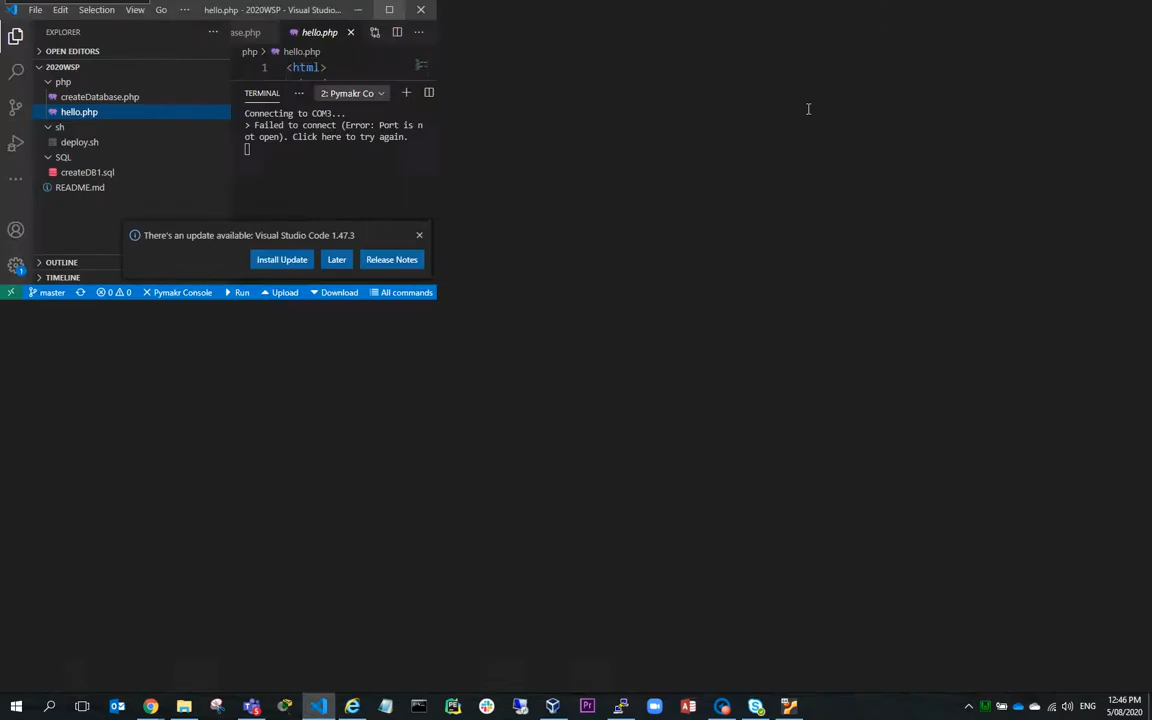 File Edit Selection View Go ··· hello.php - 2020WSP - Visual Studio...
EXPLORER ···
OPEN EDITORS
2020WSP
php
createDatabase.php
hello.php
sh
deploy.sh
SQL
createDB1.sql
README.md
OUTLINE
TIMELINE
ase.php hello.php ···
php > hello.php
1 <html>
TERMINAL ··· 2: Pymakr Co
Connecting to COM3...
> Failed to connect (Error: Port is n
ot open). Click here to try again.
There's an update available: Visual Studio Code 1.47.3
Install Update Later Release Notes
1
master 0 0 Pymakr Console Run Upload Download All commands
ENG
12:46 PM
5/08/2020